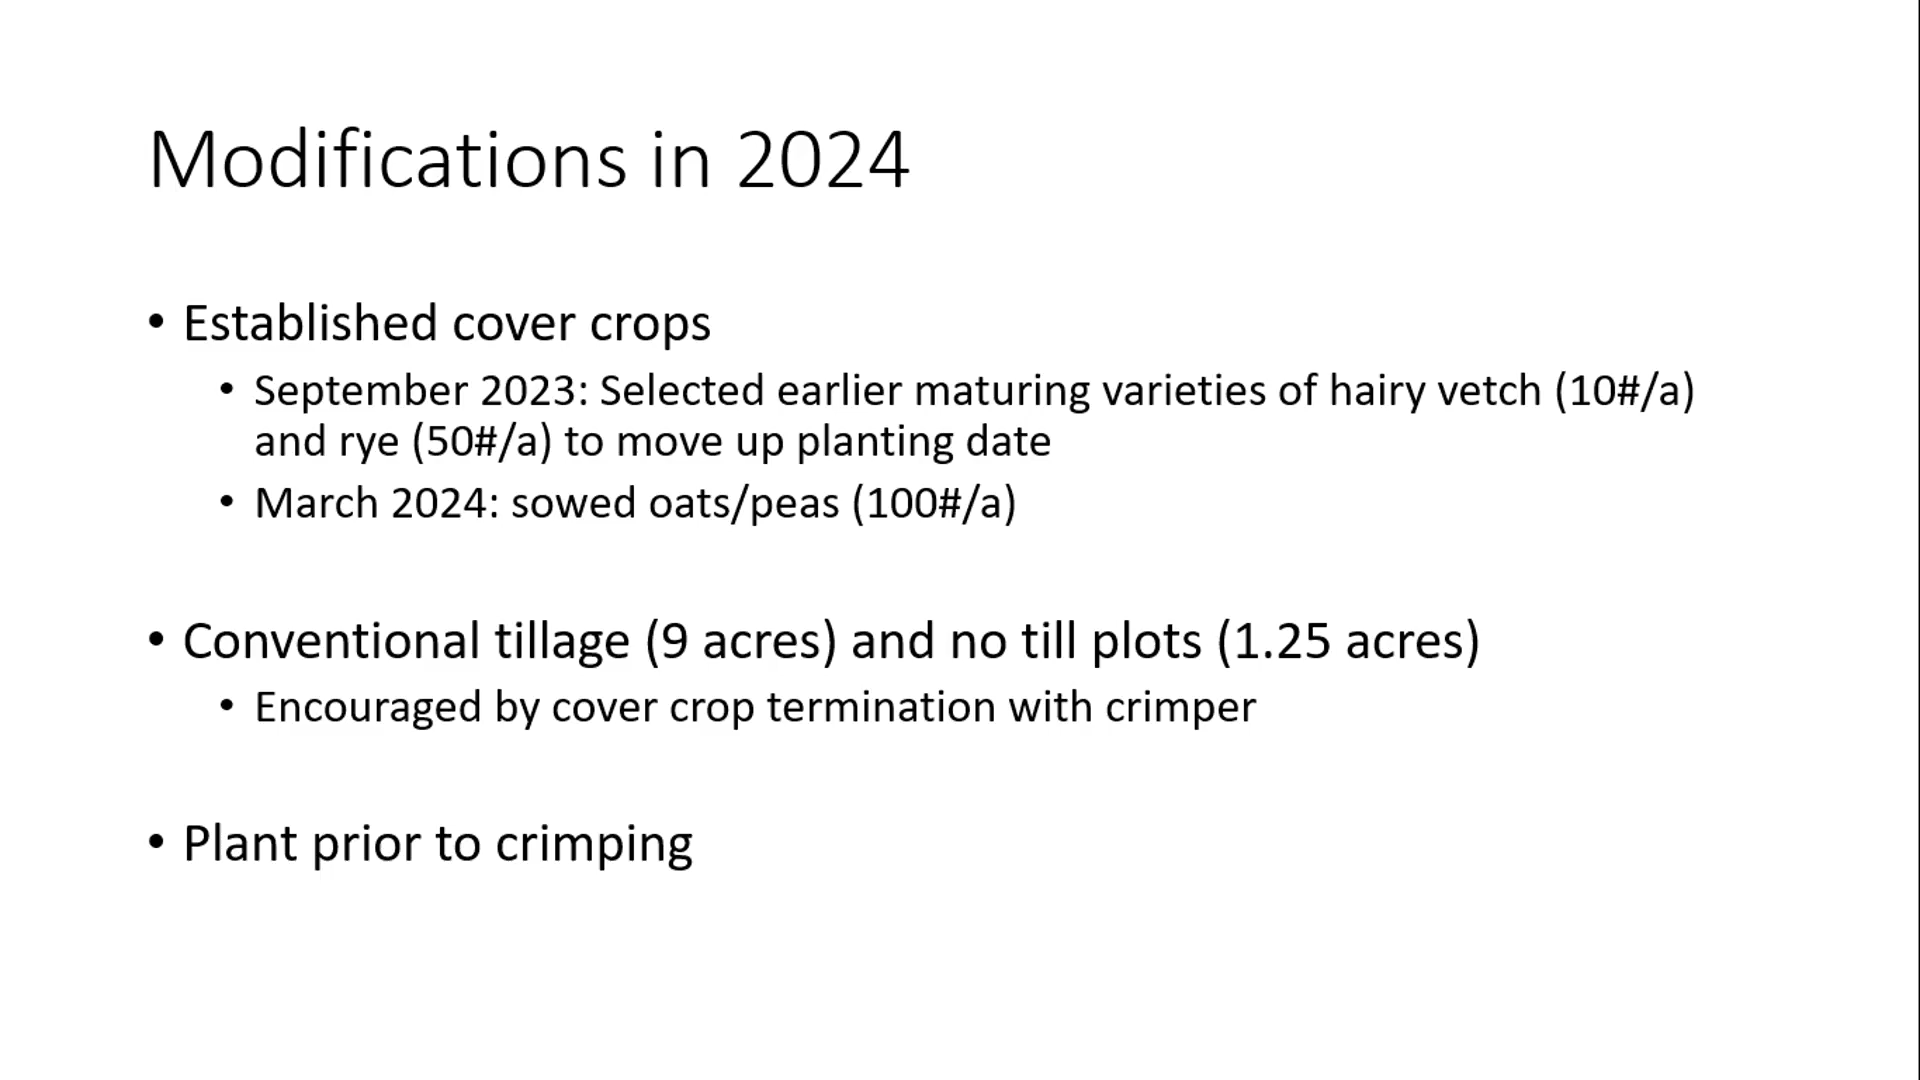 Modifications in 2024
• Established cover crops
• September 2023: Selected earlier maturing varieties of hairy vetch (10#/a)
and rye (50#/a) to move up planting date
• March 2024: sowed oats/peas (100#/a)
• Conventional tillage (9 acres) and no till plots (1.25 acres)
• Encouraged by cover crop termination with crimper
• Plant prior to crimping